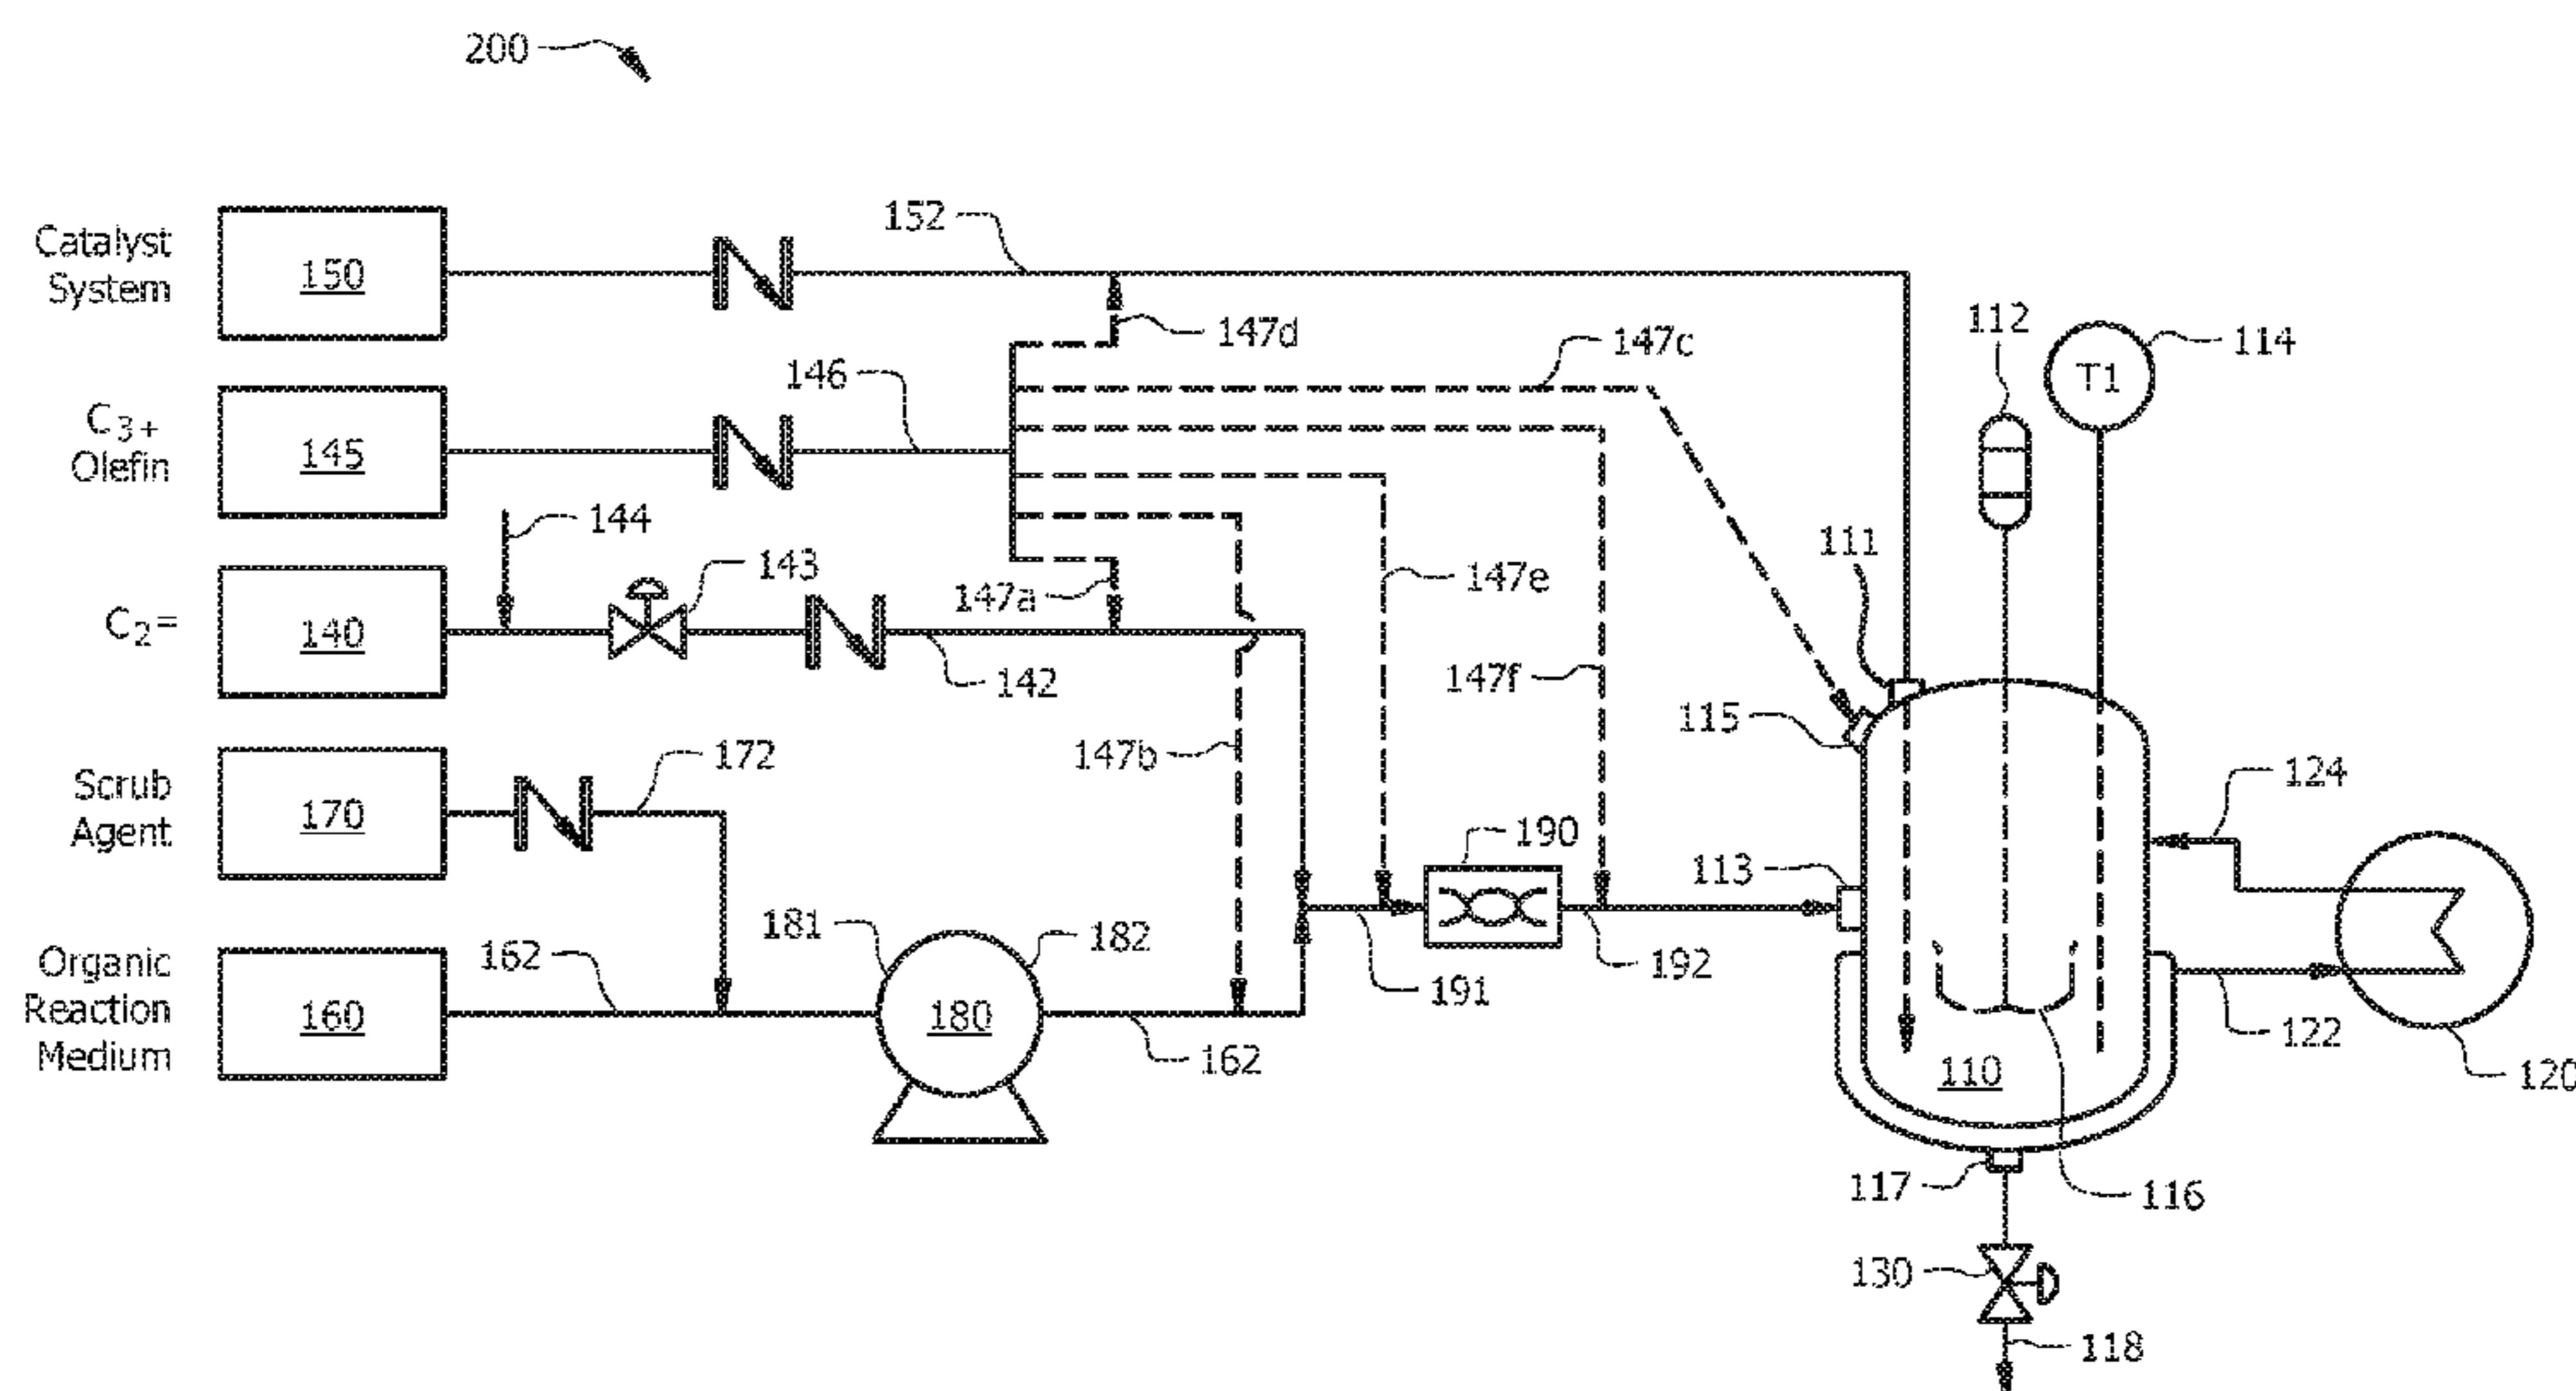 200
152
Catalyst
System
150
147d
112
147c
114
T1
146
C3+
Olefin
145
144
111
143
147e
147a
C2=
140
142
147f
115
147b
172
124
Scrub
Agent
170
190
113
181
182
Organic
Reaction
Medium
162
160
180
191
192
162
122
110
120
117
116
130
118